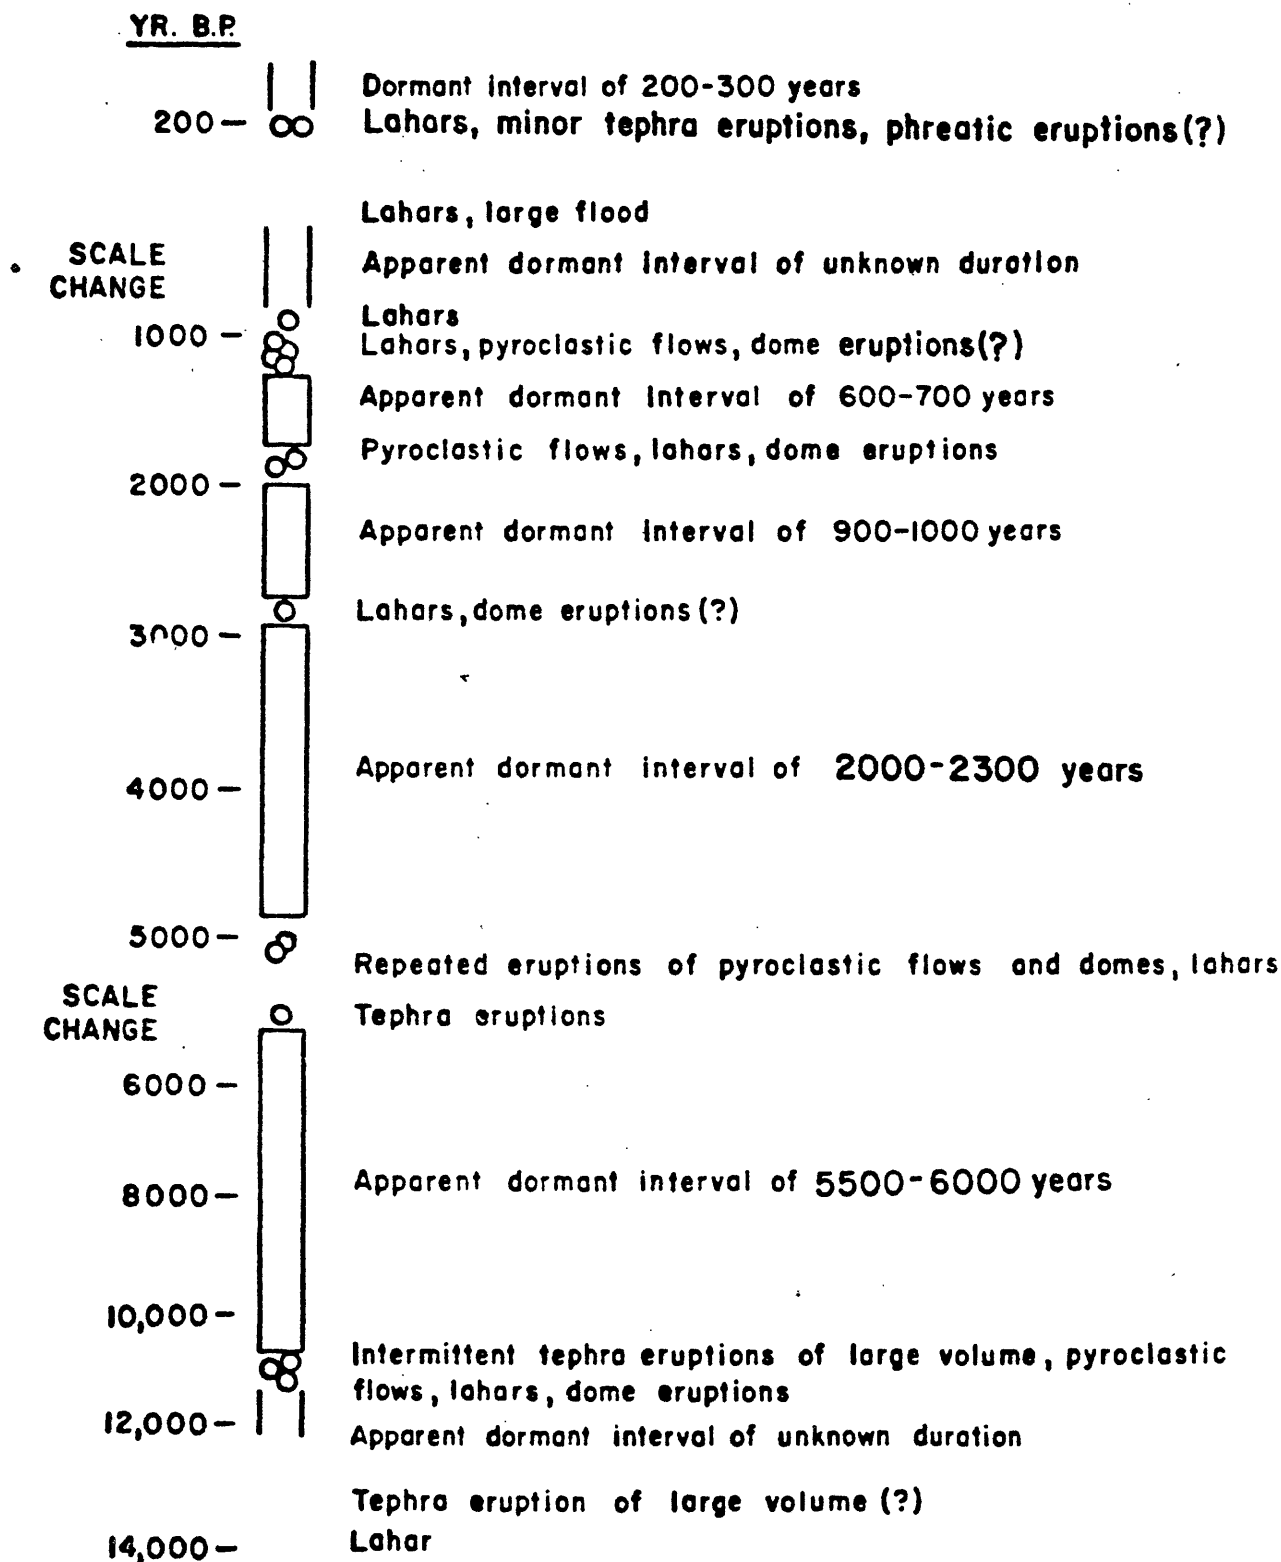 YR. B.P.
Dormant interval of 200-300 years
200— Lahars, minor tephra eruptions, phreatic eruptions(?)
Lahars, large flood
SCALE
CHANGE
Apparent dormant interval of unknown duration
Lahars
1000 — Lahars, pyroclastic flows, dome eruptions(?)
Apparent dormant interval of 600-700 years
Pyroclastic flows, lahars, dome eruptions
2000 —
Apparent dormant interval of 900-1000 years
Lahars, dome eruptions (?)
3000 —
Apparent dormant interval of 2000-2300 years
4000 —
5000 —
Repeated eruptions of pyroclastic flows and domes, lahars
SCALE
CHANGE
Tephra eruptions
6000 —
Apparent dormant interval of 5500-6000 years
8000 —
10,000 —
Intermittent tephra eruptions of large volume, pyroclastic
flows, lahars, dome eruptions
12,000 —
Apparent dormant interval of unknown duration
Tephra eruption of large volume (?)
Lahar
14,000 —